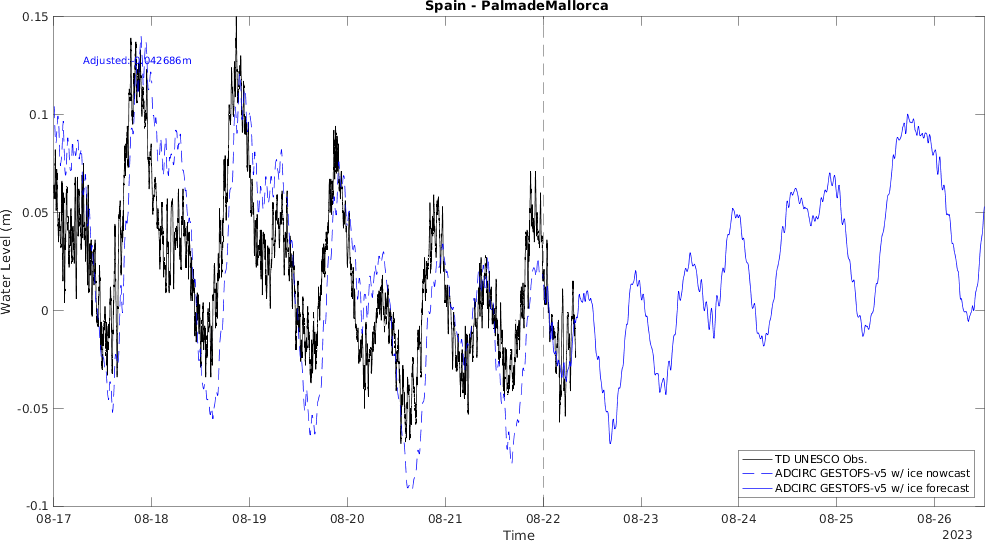 Spain - PalmadeMallorca
0.15
Adjusted: 042686m
0.1
0.05
0
-0.05
-0.1
Water Level (m)
TD UNESCO Obs.
ADCIRC GESTOFS-v5 w/ ice nowcast
ADCIRC GESTOFS-v5 w/ ice forecast
08-17 08-18 08-19 08-20 08-21 08-22 08-23 08-24 08-25 08-26
Time
2023